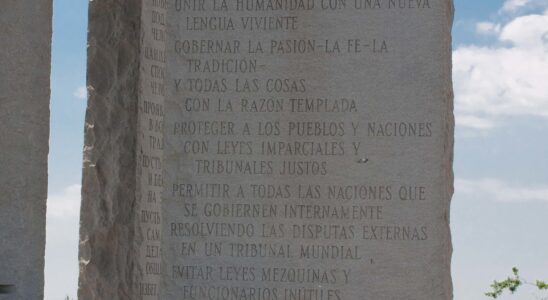 UNIR LA HUMANIDAD CON UNA NUEVA
LENGUA VIVIENTE
GOBERNAR LA PASIÓN-LA FE-LA
TRADICIÓN-
Y TODAS LAS COSAS
CON LA RAZÓN TEMPLADA
PROTEGER A LOS PUEBLOS Y NACIONES
CON LEYES IMPARCIALES Y
TRIBUNALES JUSTOS
PERMITIR A TODAS LAS NACIONES QUE
SE GOBIERNEN INTERNAMENTE
RESOLVIENDO LAS DISPUTAS EXTERNAS
EN UN TRIBUNAL MUNDIAL
EVITAR LEYES MEZQUINAS Y
FUNCIONARIOS INÚTILES